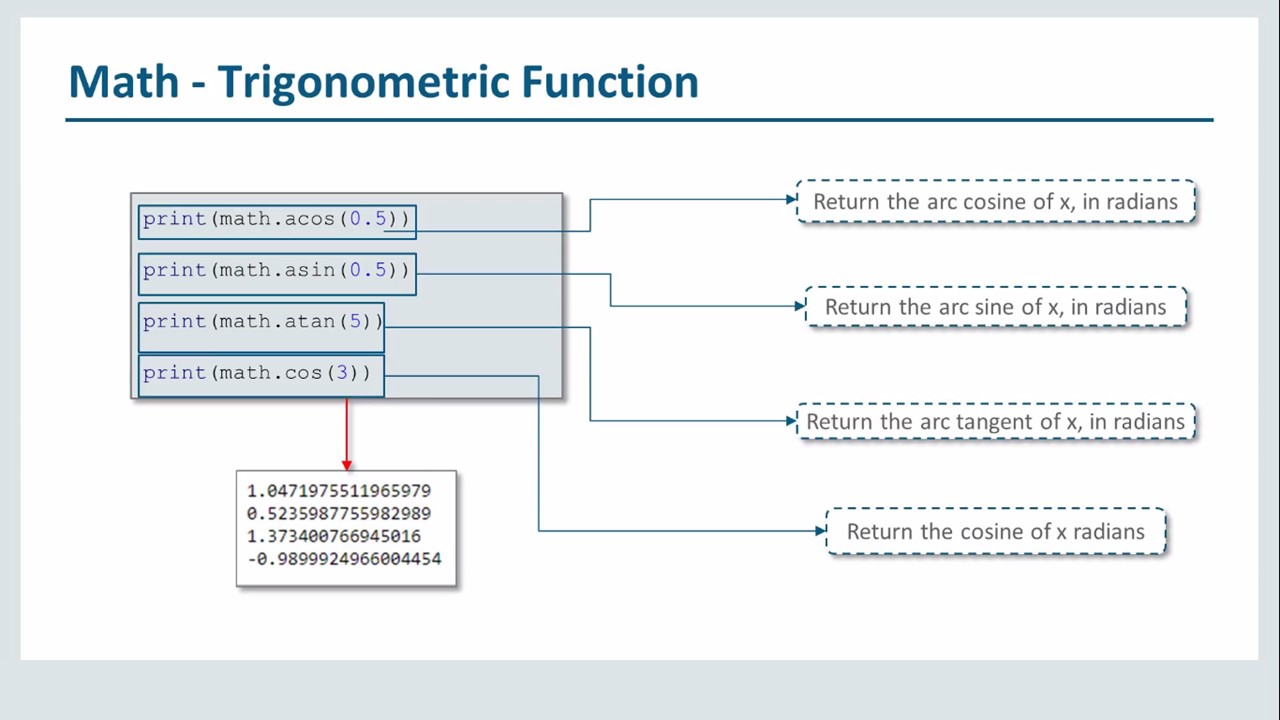 Math - Trigonometric Function
print(math.acos(0.5))
print(math.asin(0.5))
print(math.atan(5))
print(math.cos(3))
Return the arc cosine of x, in radians
Return the arc sine of x, in radians
Return the arc tangent of x, in radians
Return the cosine of x radians
1.0471975511965979
0.5235987755982989
1.373400766945016
-0.9899924966004454